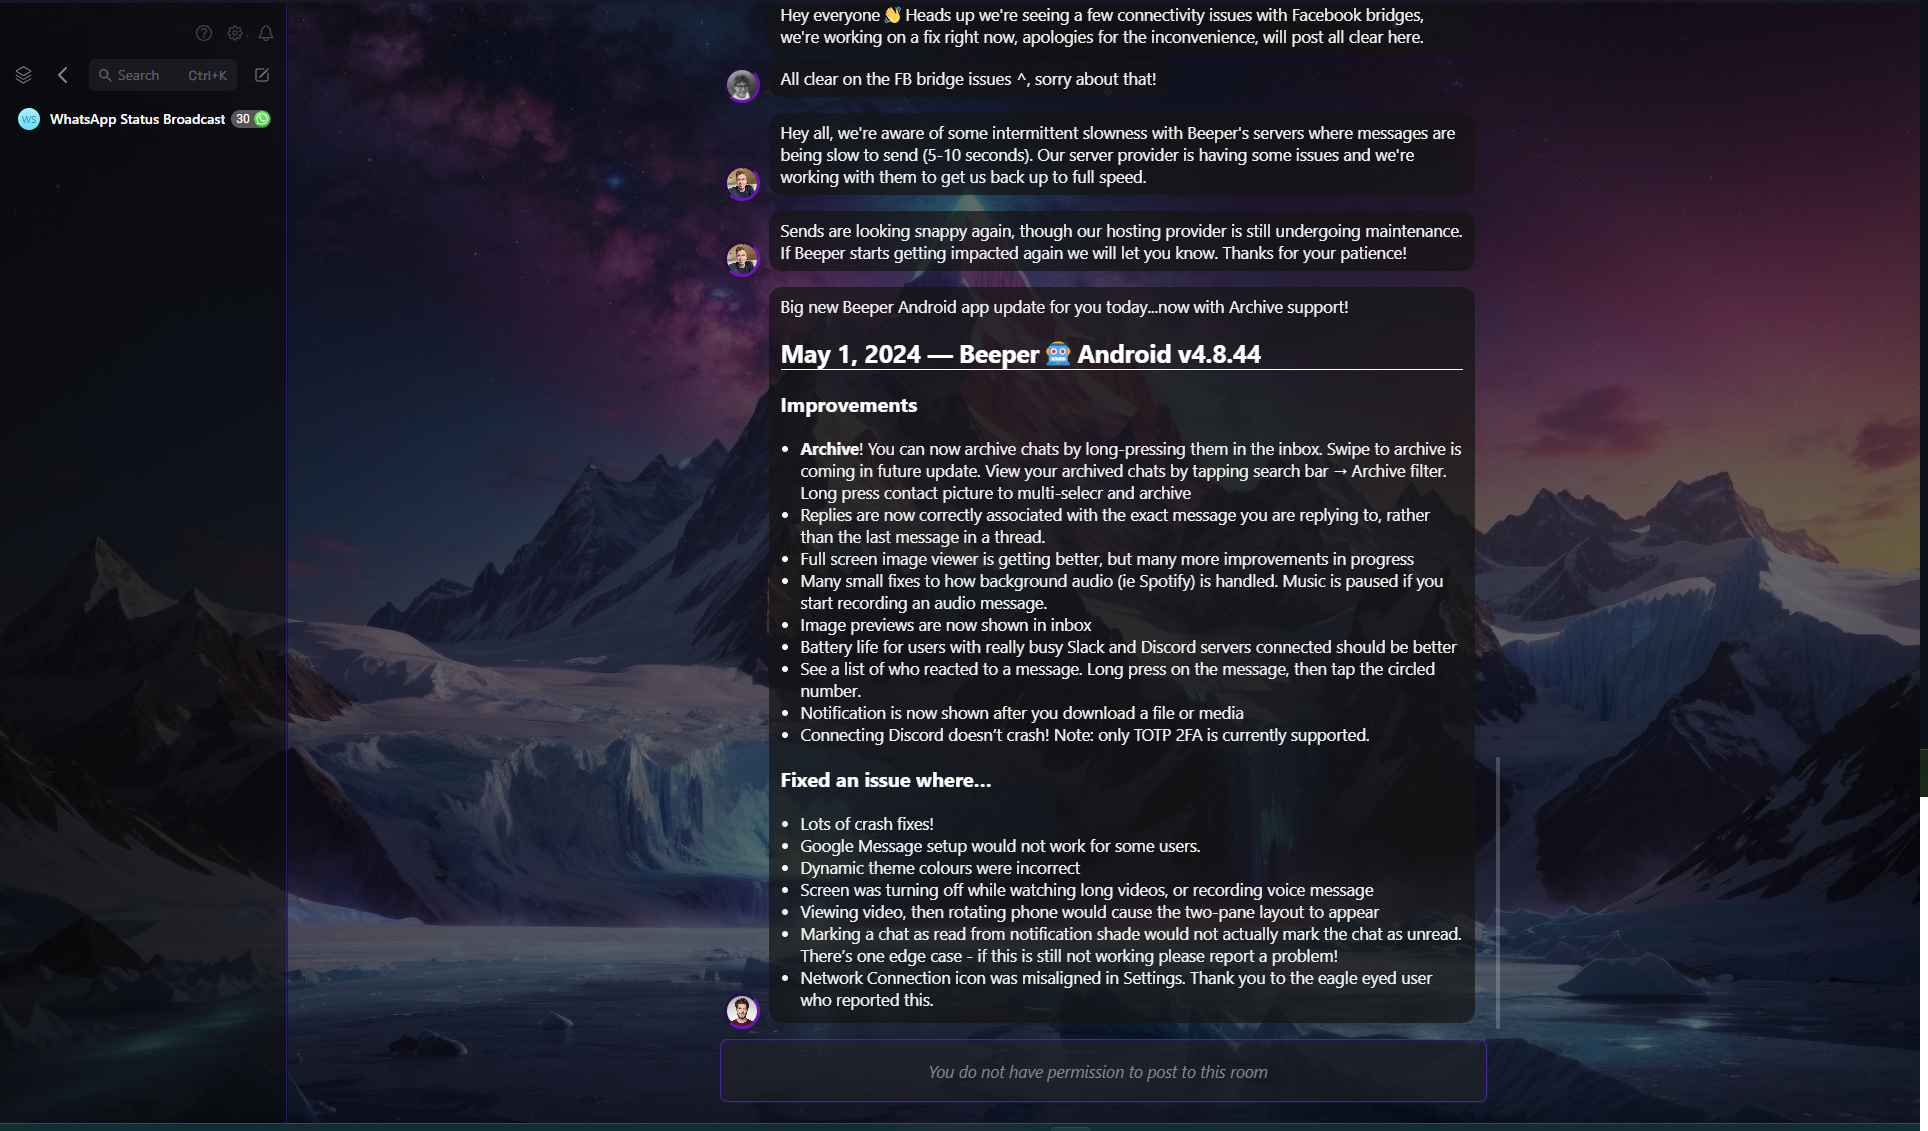 Search Ctrl+K
WS WhatsApp Status Broadcast 30
Hey everyone 👋 Heads up we're seeing a few connectivity issues with Facebook bridges,
we're working on a fix right now, apologies for the inconvenience, will post all clear here.
All clear on the FB bridge issues ^, sorry about that!
Hey all, we're aware of some intermittent slowness with Beeper's servers where messages are
being slow to send (5-10 seconds). Our server provider is having some issues and we're
working with them to get us back up to full speed.
Sends are looking snappy again, though our hosting provider is still undergoing maintenance.
If Beeper starts getting impacted again we will let you know. Thanks for your patience!
Big new Beeper Android app update for you today...now with Archive support!
May 1, 2024 — Beeper 🤖 Android v4.8.44
Improvements
• Archive! You can now archive chats by long-pressing them in the inbox. Swipe to archive is
coming in future update. View your archived chats by tapping search bar → Archive filter.
Long press contact picture to multi-selecr and archive
• Replies are now correctly associated with the exact message you are replying to, rather
than the last message in a thread.
• Full screen image viewer is getting better, but many more improvements in progress
• Many small fixes to how background audio (ie Spotify) is handled. Music is paused if you
start recording an audio message.
• Image previews are now shown in inbox
• Battery life for users with really busy Slack and Discord servers connected should be better
• See a list of who reacted to a message. Long press on the message, then tap the circled
number.
• Notification is now shown after you download a file or media
• Connecting Discord doesn’t crash! Note: only TOTP 2FA is currently supported.
Fixed an issue where...
• Lots of crash fixes!
• Google Message setup would not work for some users.
• Dynamic theme colours were incorrect
• Screen was turning off while watching long videos, or recording voice message
• Viewing video, then rotating phone would cause the two-pane layout to appear
• Marking a chat as read from notification shade would not actually mark the chat as unread.
There’s one edge case - if this is still not working please report a problem!
• Network Connection icon was misaligned in Settings. Thank you to the eagle eyed user
who reported this.
You do not have permission to post to this room